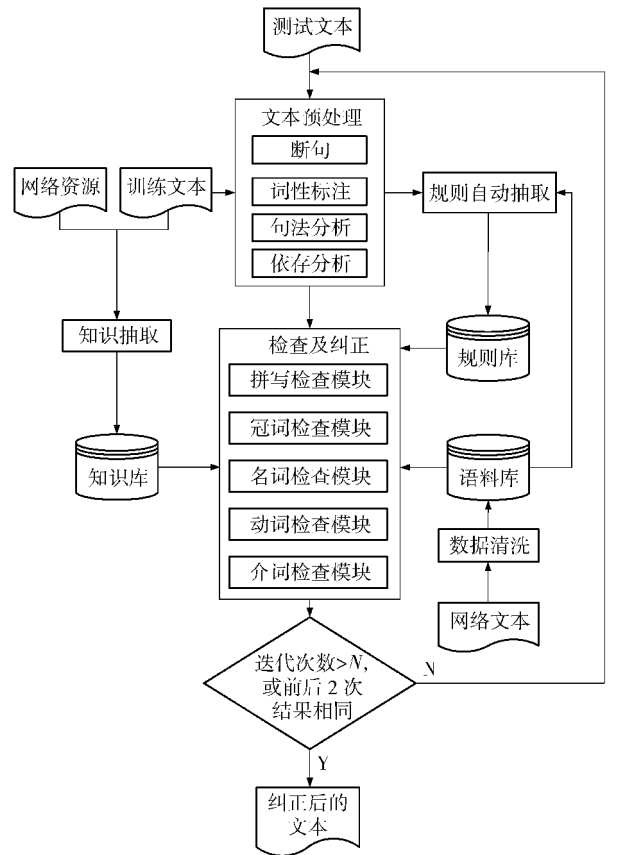 测试文本
文本预处理
断句
词性标注
句法分析
依存分析
网络资源
训练文本
规则自动抽取
知识抽取
规则库
检查及纠正
拼写检查模块
冠词检查模块
名词检查模块
动词检查模块
介词检查模块
知识库
语料库
数据清洗
网络文本
迭代次数>N,
或前后2次
结果相同
N
Y
纠正后的
文本